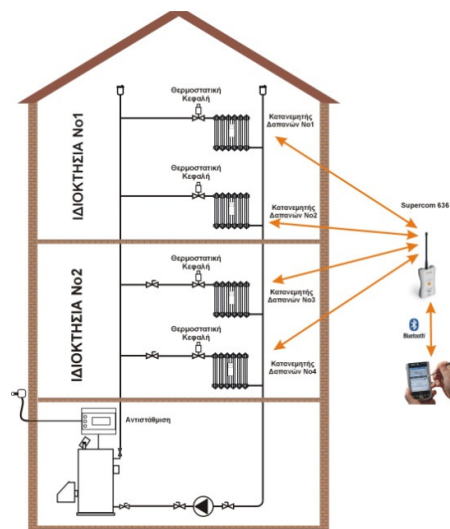 Θερμοστατική
Κεφαλή
Κατανεμητής
Δαπανών Νο1
ΙΔΙΟΚΤΗΣΙΑ Νο1
Θερμοστατική
Κεφαλή
Κατανεμητής
Δαπανών Νο2
Supercom 636
Θερμοστατική
Κεφαλή
Κατανεμητής
Δαπανών Νο3
ΙΔΙΟΚΤΗΣΙΑ Νο2
Θερμοστατική
Κεφαλή
Κατανεμητής
Δαπανών Νο4
Bluetooth
Αντιστάθμιση